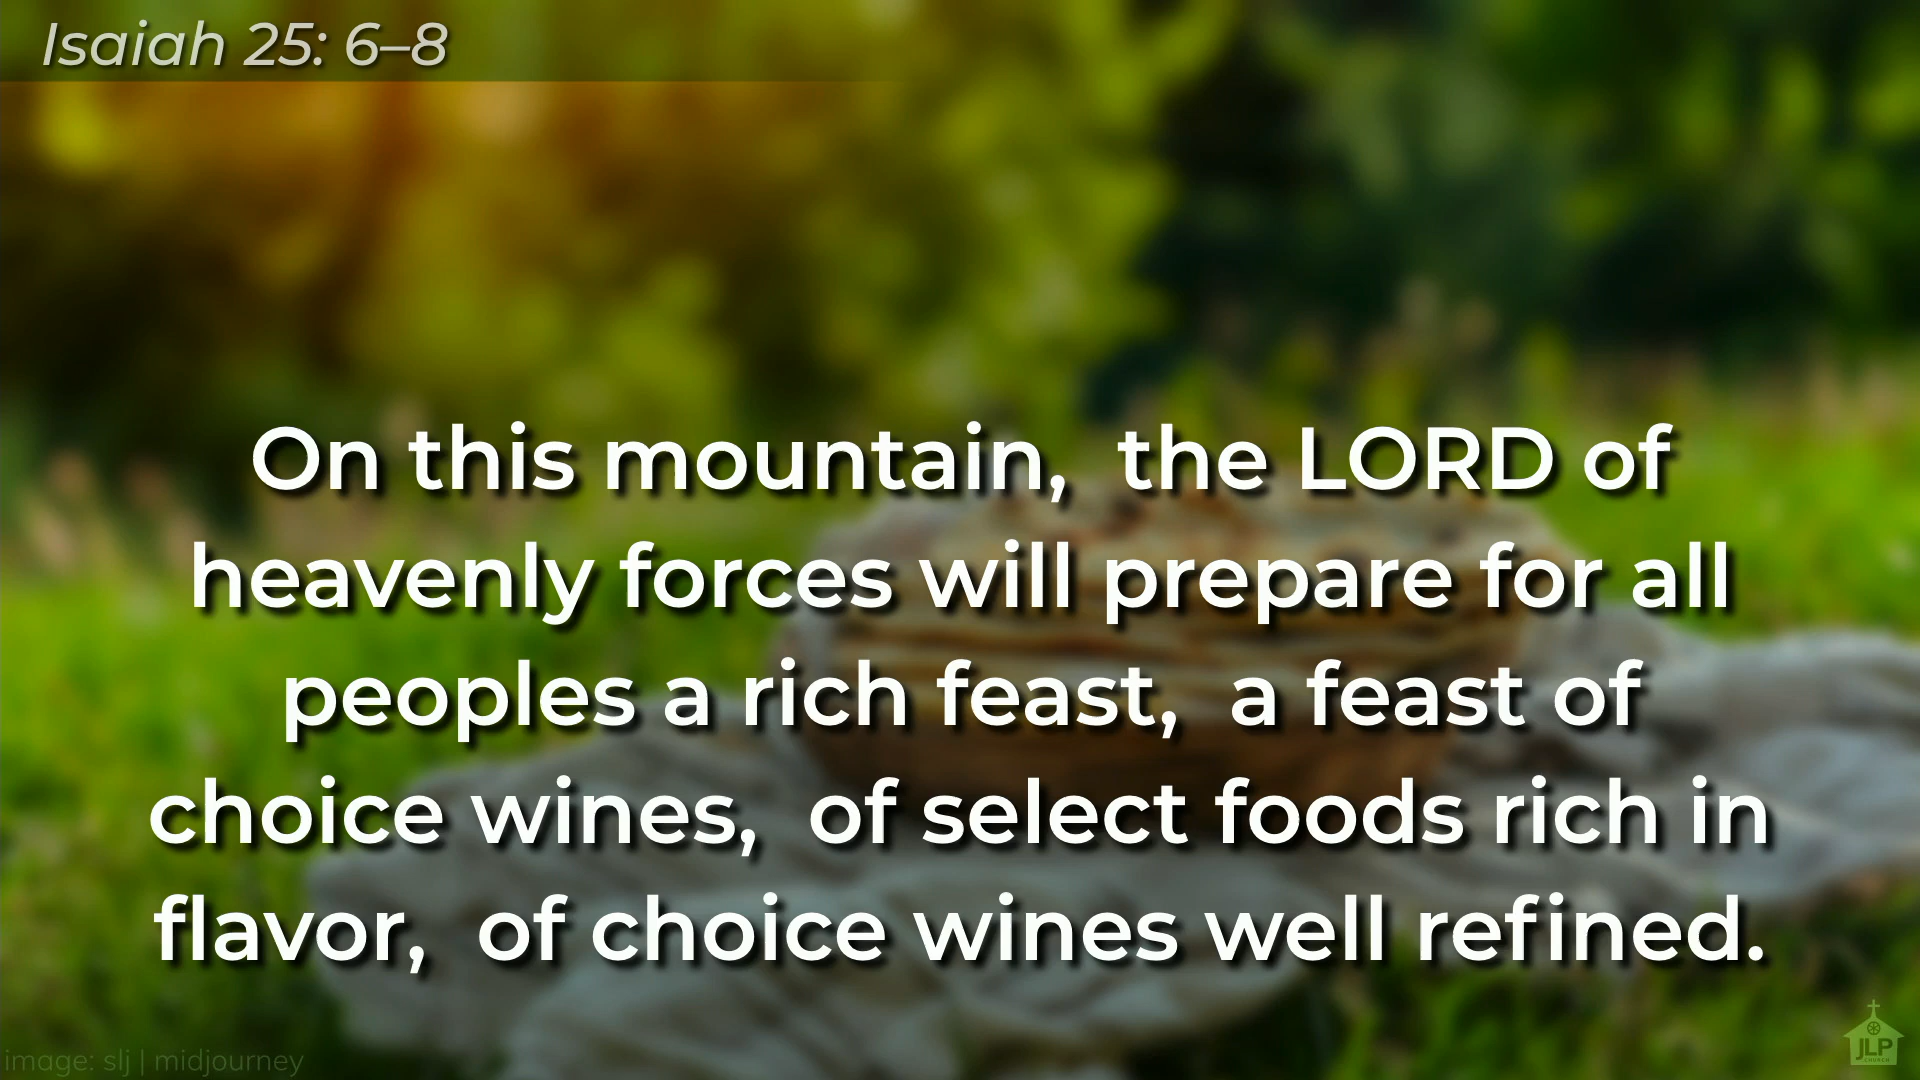 Isaiah 25: 6–8
On this mountain,  the LORD of
heavenly forces will prepare for all
peoples a rich feast,  a feast of
choice wines,  of select foods rich in
flavor,  of choice wines well refined.
image: slj | midjourney
JLP
CHURCH